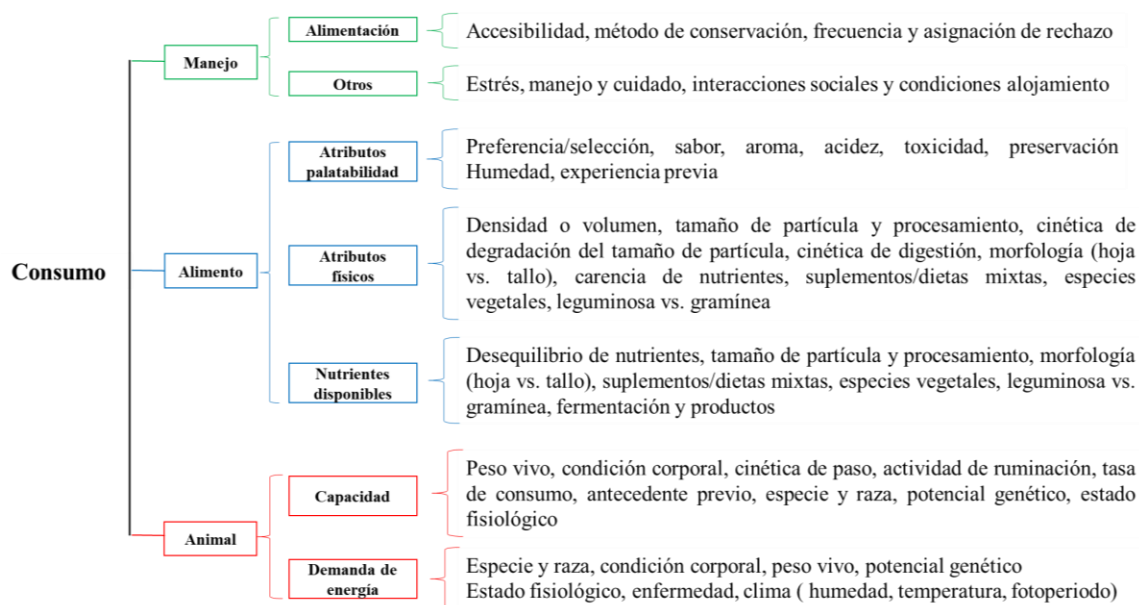 Consumo
Manejo
Alimentación
Accesibilidad, método de conservación, frecuencia y asignación de rechazo
Otros
Estrés, manejo y cuidado, interacciones sociales y condiciones alojamiento
Alimento
Atributos
palatabilidad
Preferencia/selección, sabor, aroma, acidez, toxicidad, preservación
Humedad, experiencia previa
Atributos
físicos
Densidad o volumen, tamaño de partícula y procesamiento, cinética de
degradación del tamaño de partícula, cinética de digestión, morfología (hoja
vs. tallo), carencia de nutrientes, suplementos/dietas mixtas, especies
vegetales, leguminosa vs. gramínea
Nutrientes
disponibles
Desequilibrio de nutrientes, tamaño de partícula y procesamiento, morfología
(hoja vs. tallo), suplementos/dietas mixtas, especies vegetales, leguminosa vs.
gramínea, fermentación y productos
Animal
Capacidad
Peso vivo, condición corporal, cinética de paso, actividad de ruminación, tasa
de consumo, antecedente previo, especie y raza, potencial genético, estado
fisiológico
Demanda de
energía
Especie y raza, condición corporal, peso vivo, potencial genético
Estado fisiológico, enfermedad, clima ( humedad, temperatura, fotoperiodo)